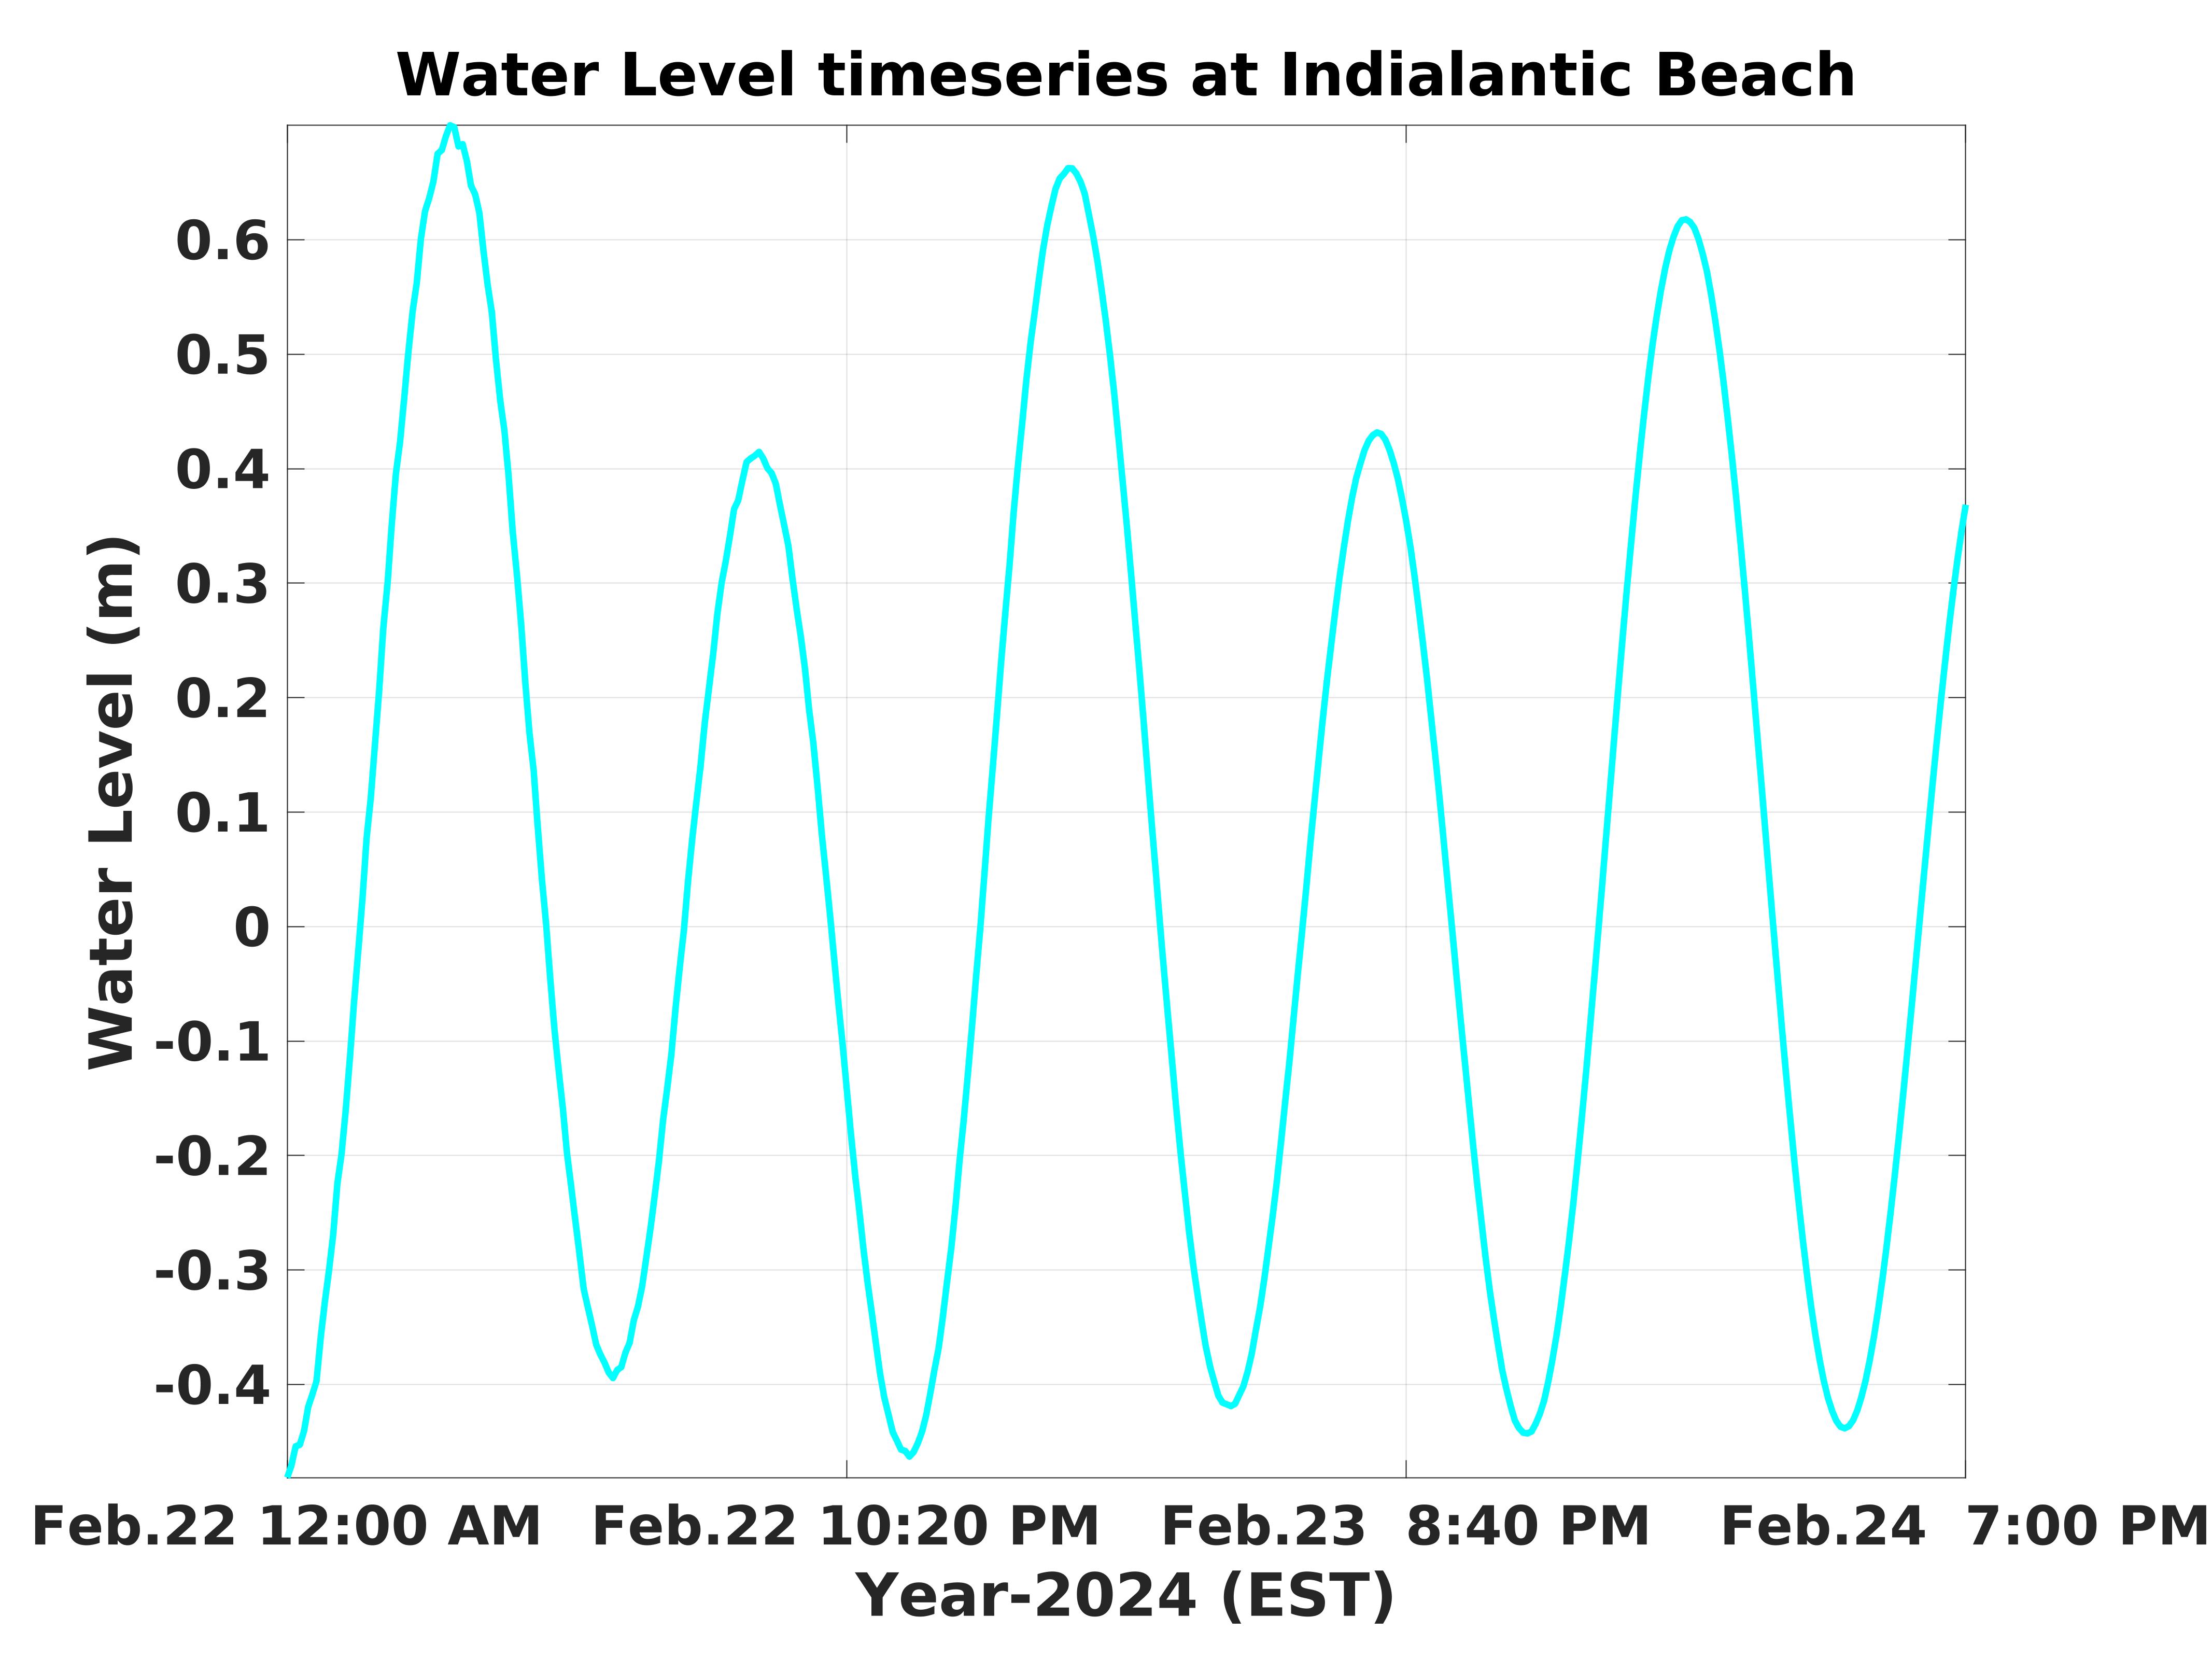 Water Level timeseries at Indialantic Beach
Water Level (m)
0.6
0.5
0.4
0.3
0.2
0.1
0
-0.1
-0.2
-0.3
-0.4
Feb.22 12:00 AM Feb.22 10:20 PM Feb.23 8:40 PM Feb.24 7:00 PM
Year-2024 (EST)